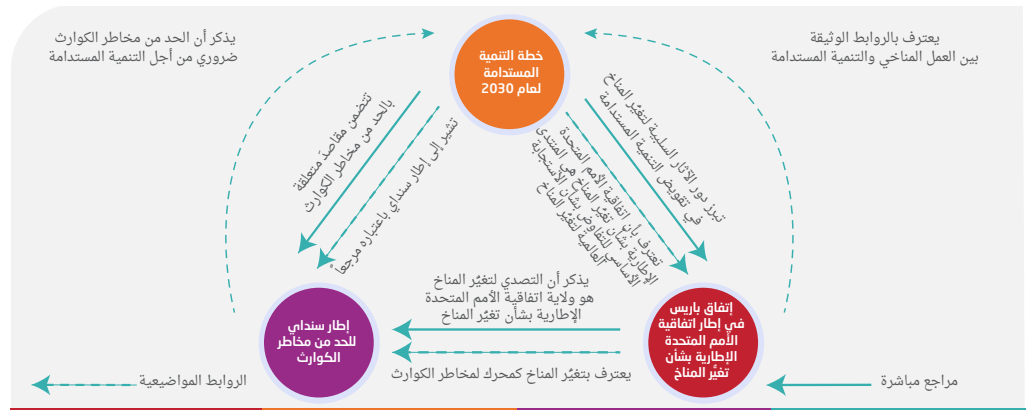 يعترف بالروابط الوثيقة
بين العمل المناخي والتنمية المستدامة
يذكر أن الحد من مخاطر الكوارث
ضروري من أجل التنمية المستدامة
خطة التنمية
المستدامة
لعام 2030
تبرز دور الآثار السلبية لتغيُّر المناخ
في تقويض التنمية المستدامة
تعترف بأن اتفاقية الأمم المتحدة
الإطارية بشأن تغيُّر المناخ هي المنتدى
الأساسي للتفاوض بشأن الاستجابة
العالمية لتغيُّر المناخ
تتضمن مقاصد متعلقة
بالحد من مخاطر الكوارث
تشير إلى إطار سنداي باعتباره مرجعاً
يذكر أن التصدي لتغيُّر المناخ
هو ولاية اتفاقية الأمم المتحدة
الإطارية بشأن تغيُّر المناخ
إتفاق باريس
في إطار اتفاقية
الأمم المتحدة
الإطارية بشأن
تغيُّر المناخ
إطار سنداي
للحد من مخاطر
الكوارث
يعترف بتغيُّر المناخ كمحرك لمخاطر الكوارث
مراجع مباشرة
الروابط المواضيعية